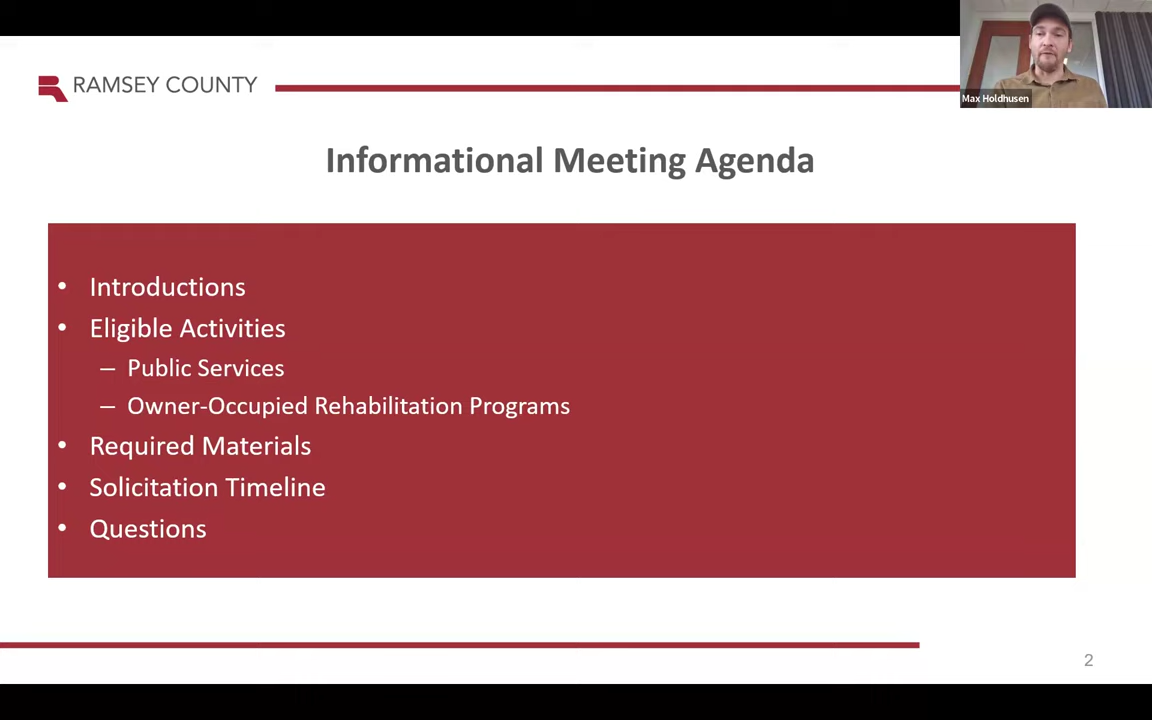 RAMSEY COUNTY
Max Holdhusen
Informational Meeting Agenda
• Introductions
• Eligible Activities
– Public Services
– Owner-Occupied Rehabilitation Programs
• Required Materials
• Solicitation Timeline
• Questions
2